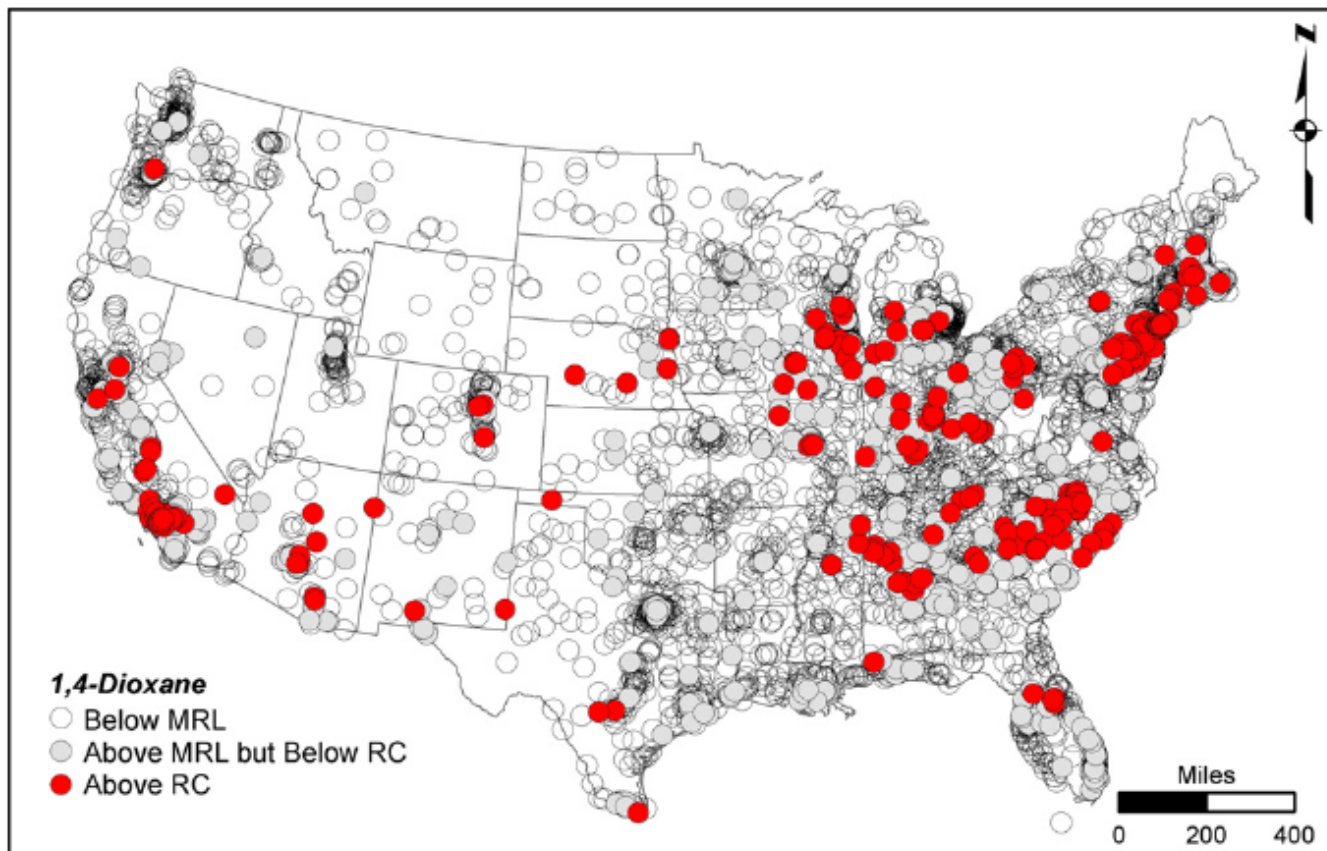 N
1,4-Dioxane
Below MRL
Above MRL but Below RC
Above RC
Miles
0 200 400